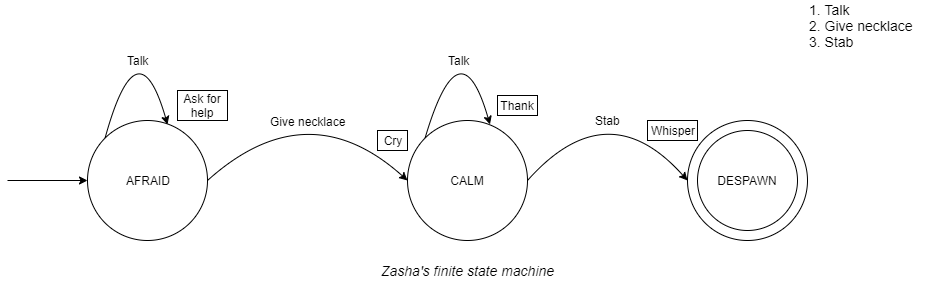 1. Talk
2. Give necklace
3. Stab
Talk
Ask for
help
Give necklace
Cry
Talk
Thank
Stab
Whisper
AFRAID
CALM
DESPAWN
Zasha's finite state machine